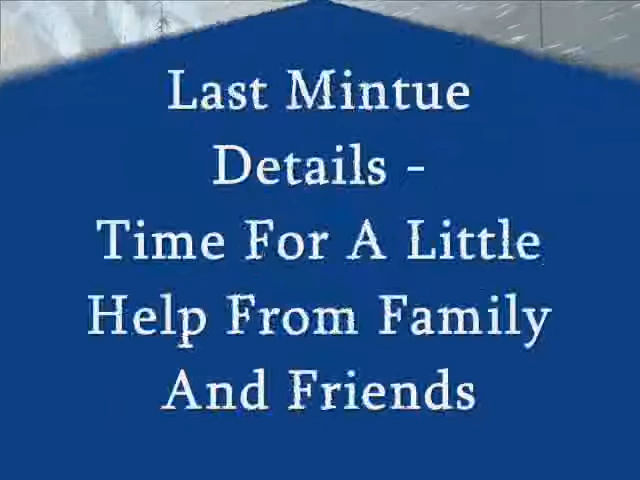 Last Mintue
Details -
Time For A Little
Help From Family
And Friends